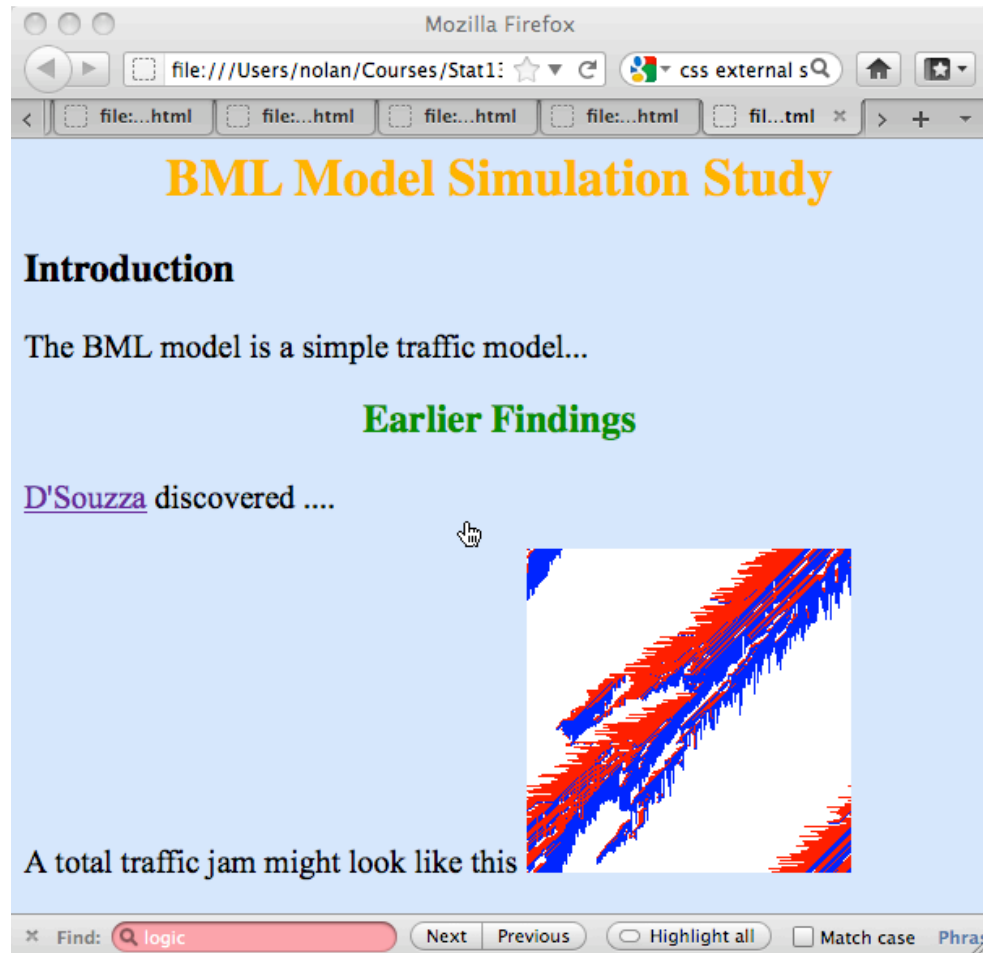 Mozilla Firefox
file:///Users/nolan/Courses/Stat13 css external s
file:...html file:...html file:...html file:...html fil...tml
BML Model Simulation Study
Introduction
The BML model is a simple traffic model...
Earlier Findings
D'Souzza discovered ....
A total traffic jam might look like this
Find: logic Next Previous Highlight all Match case Phras